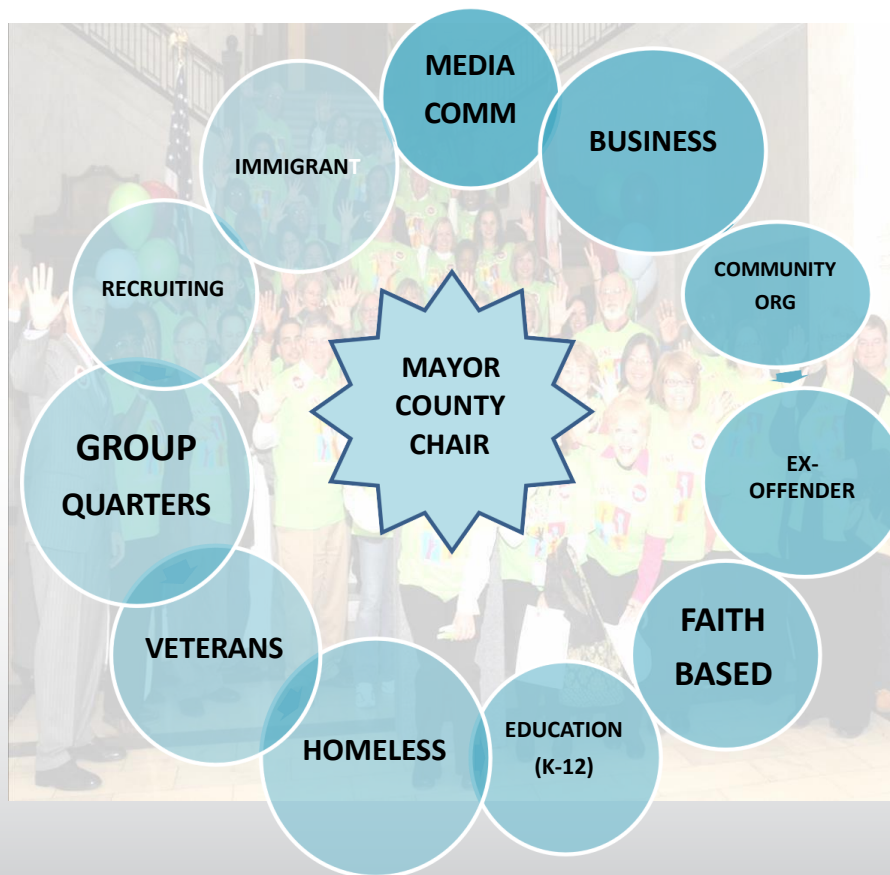 MEDIA
COMM
BUSINESS
COMMUNITY
ORG
EX-
OFFENDER
FAITH
BASED
EDUCATION
(K-12)
HOMELESS
VETERANS
GROUP
QUARTERS
RECRUITING
IMMIGRANT
MAYOR
COUNTY
CHAIR